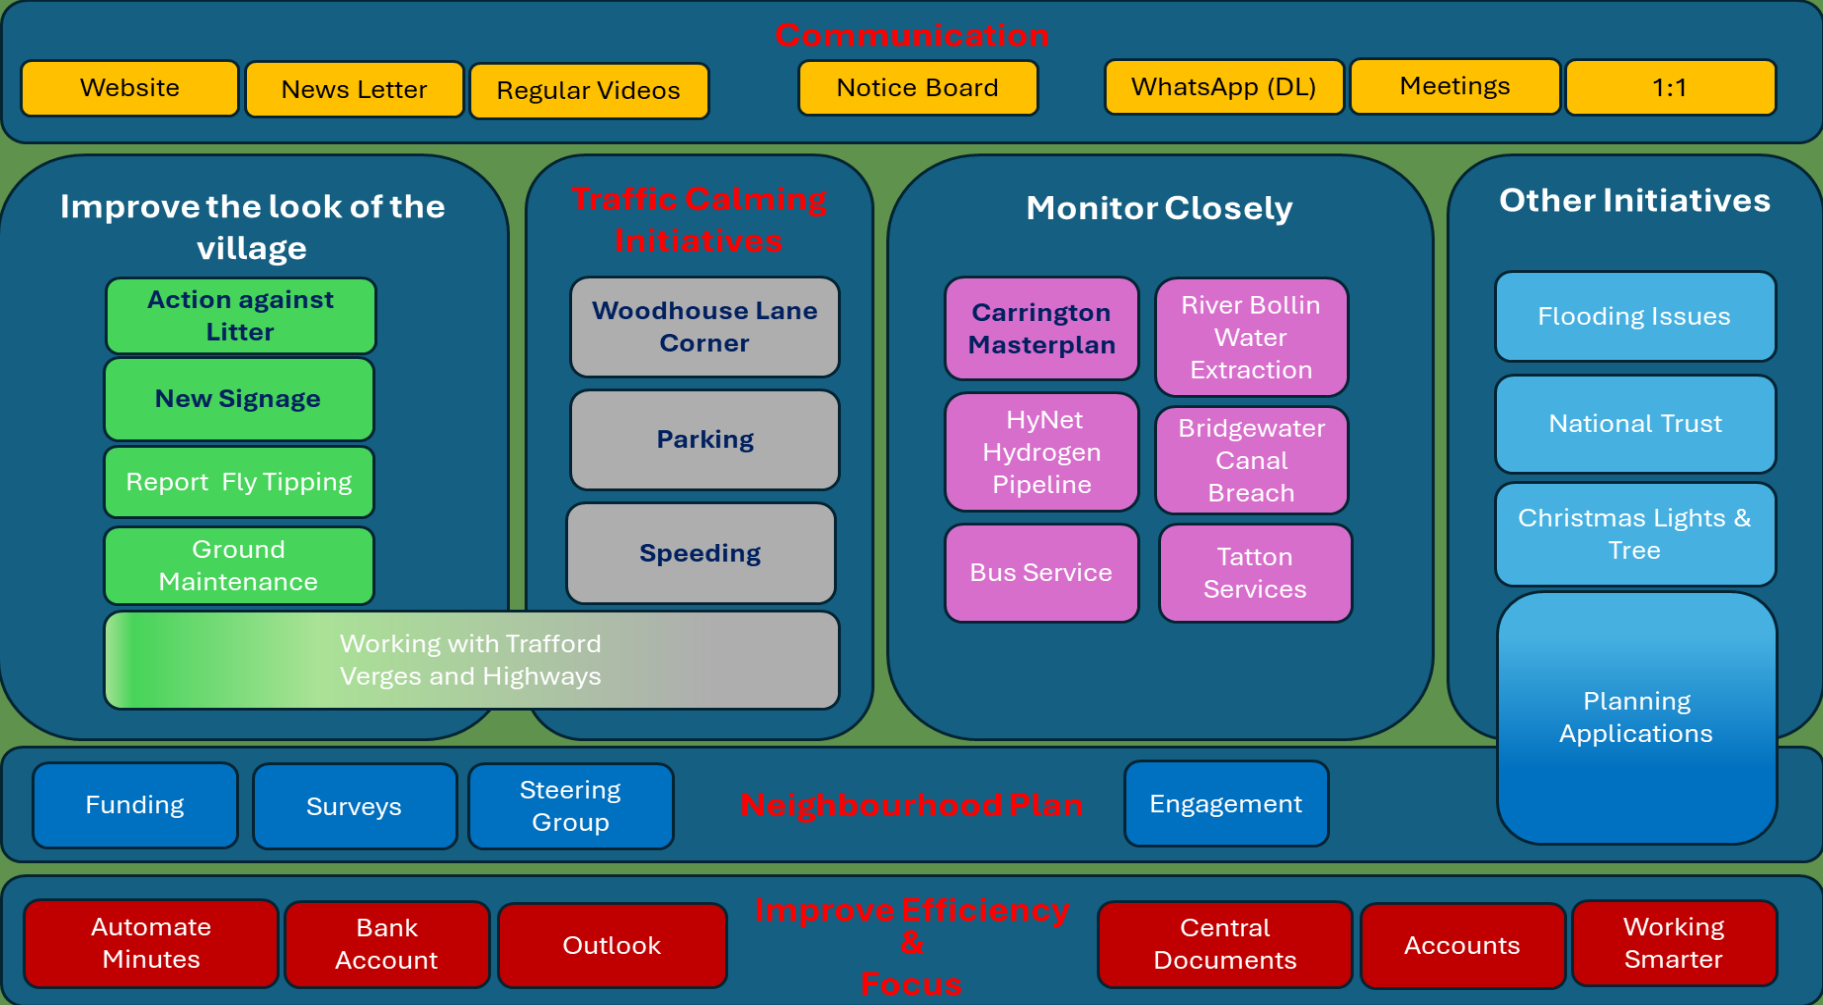 Communication
Website
News Letter
Regular Videos
Notice Board
WhatsApp (DL)
Meetings
1:1
Improve the look of the
village
Action against
Litter
New Signage
Report  Fly Tipping
Ground
Maintenance
Traffic Calming
Initiatives
Woodhouse Lane
Corner
Parking
Speeding
Working with Trafford
Verges and Highways
Monitor Closely
Carrington
Masterplan
River Bollin
Water
Extraction
HyNet
Hydrogen
Pipeline
Bridgewater
Canal
Breach
Bus Service
Tatton
Services
Other Initiatives
Flooding Issues
National Trust
Christmas Lights &
Tree
Planning
Applications
Funding
Surveys
Steering
Group
Neighbourhood Plan
Engagement
Automate
Minutes
Bank
Account
Outlook
Improve Efficiency
&
Focus
Central
Documents
Accounts
Working
Smarter